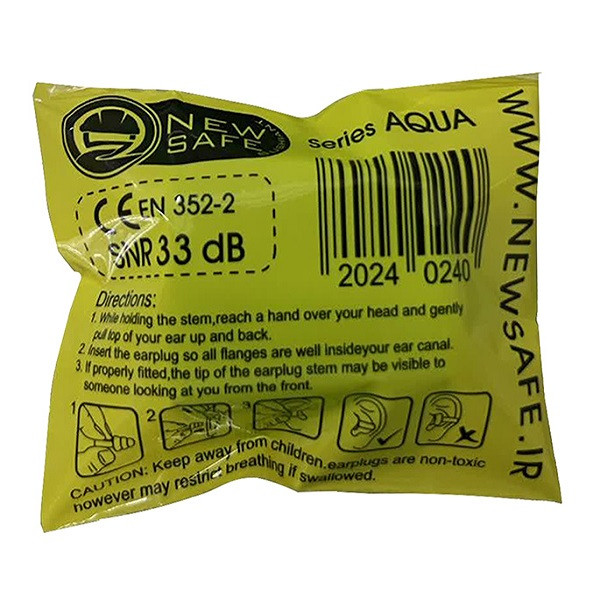 NEW
SAFE
series AQUA
WWW.NEWSAFE.IR
CE EN 352-2
SNR 33 dB
2024 0240
Directions:
1. While holding the stem,reach a hand over your head and gently
pull top of your ear up and back.
2. Insert the earplug so all flanges are well insideyour ear canal.
3. If properly fitted,the tip of the earplug stem may be visible to
someone looking at you from the front.
1 2 3
CAUTION: Keep away from children.earplugs are non-toxic
however may restrict breathing if swallowed.